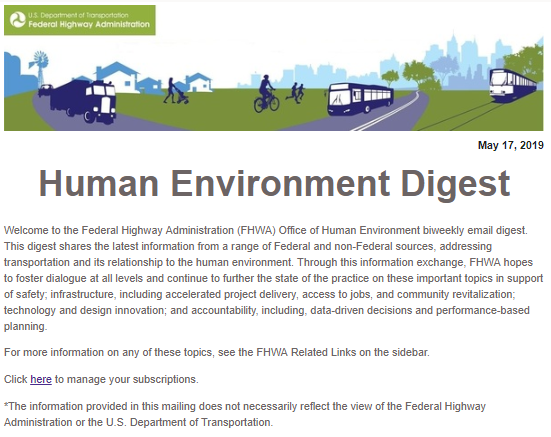 U.S. Department of Transportation
Federal Highway Administration
May 17, 2019
Human Environment Digest
Welcome to the Federal Highway Administration (FHWA) Office of Human Environment biweekly email digest.
This digest shares the latest information from a range of Federal and non-Federal sources, addressing
transportation and its relationship to the human environment. Through this information exchange, FHWA hopes
to foster dialogue at all levels and continue to further the state of the practice on these important topics in support
of safety; infrastructure, including accelerated project delivery, access to jobs, and community revitalization;
technology and design innovation; and accountability, including, data-driven decisions and performance-based
planning.
For more information on any of these topics, see the FHWA Related Links on the sidebar.
Click here to manage your subscriptions.
*The information provided in this mailing does not necessarily reflect the view of the Federal Highway
Administration or the U.S. Department of Transportation.